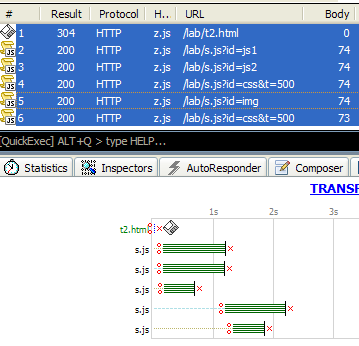 # Result Protocol H.. URL Body
1 304 HTTP z.js /lab/t2.html 0
2 200 HTTP z.js /lab/s.js?id=js1 74
3 200 HTTP z.js /lab/s.js?id=js2 74
4 200 HTTP z.js /lab/s.js?id=css&t=500 74
5 200 HTTP z.js /lab/s.js?id=img 74
6 200 HTTP z.js /lab/s.js?id=css&t=500 73
[QuickExec] ALT+Q > type HELP...
Statistics Inspectors AutoResponder Composer
TRANSF
1s 2s 3s
t2.htm
s.js
s.js
s.js
s.js
s.js